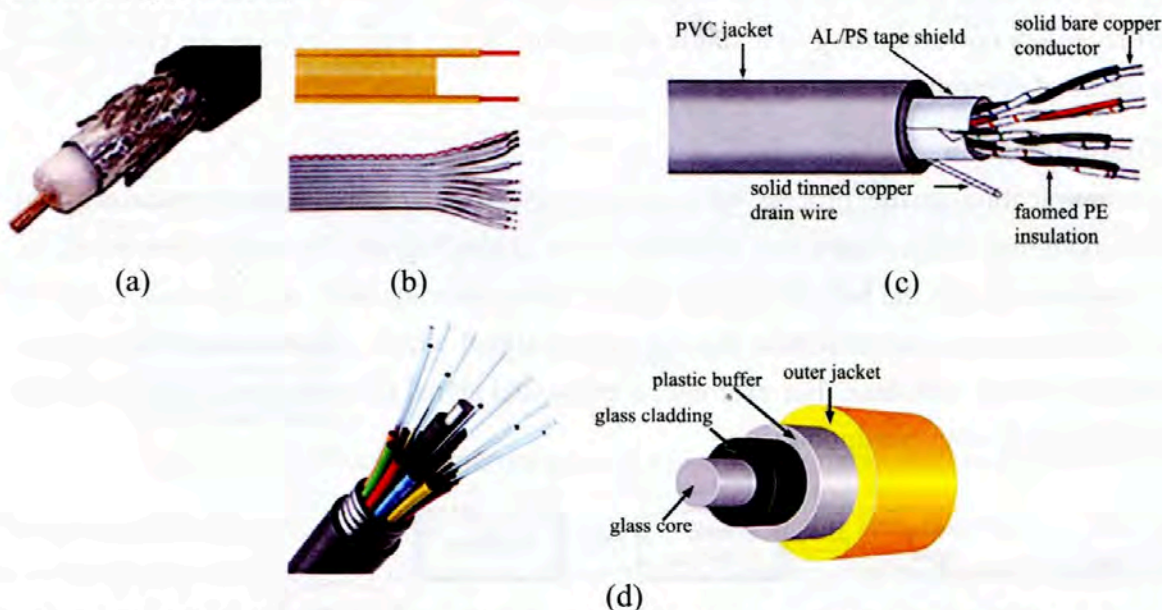 PVC jacket
AL/PS tape shield
solid bare copper
conductor
solid tinned copper
drain wire
faomed PE
insulation
(a)
(b)
(c)
plastic buffer
outer jacket
glass cladding
glass core
(d)